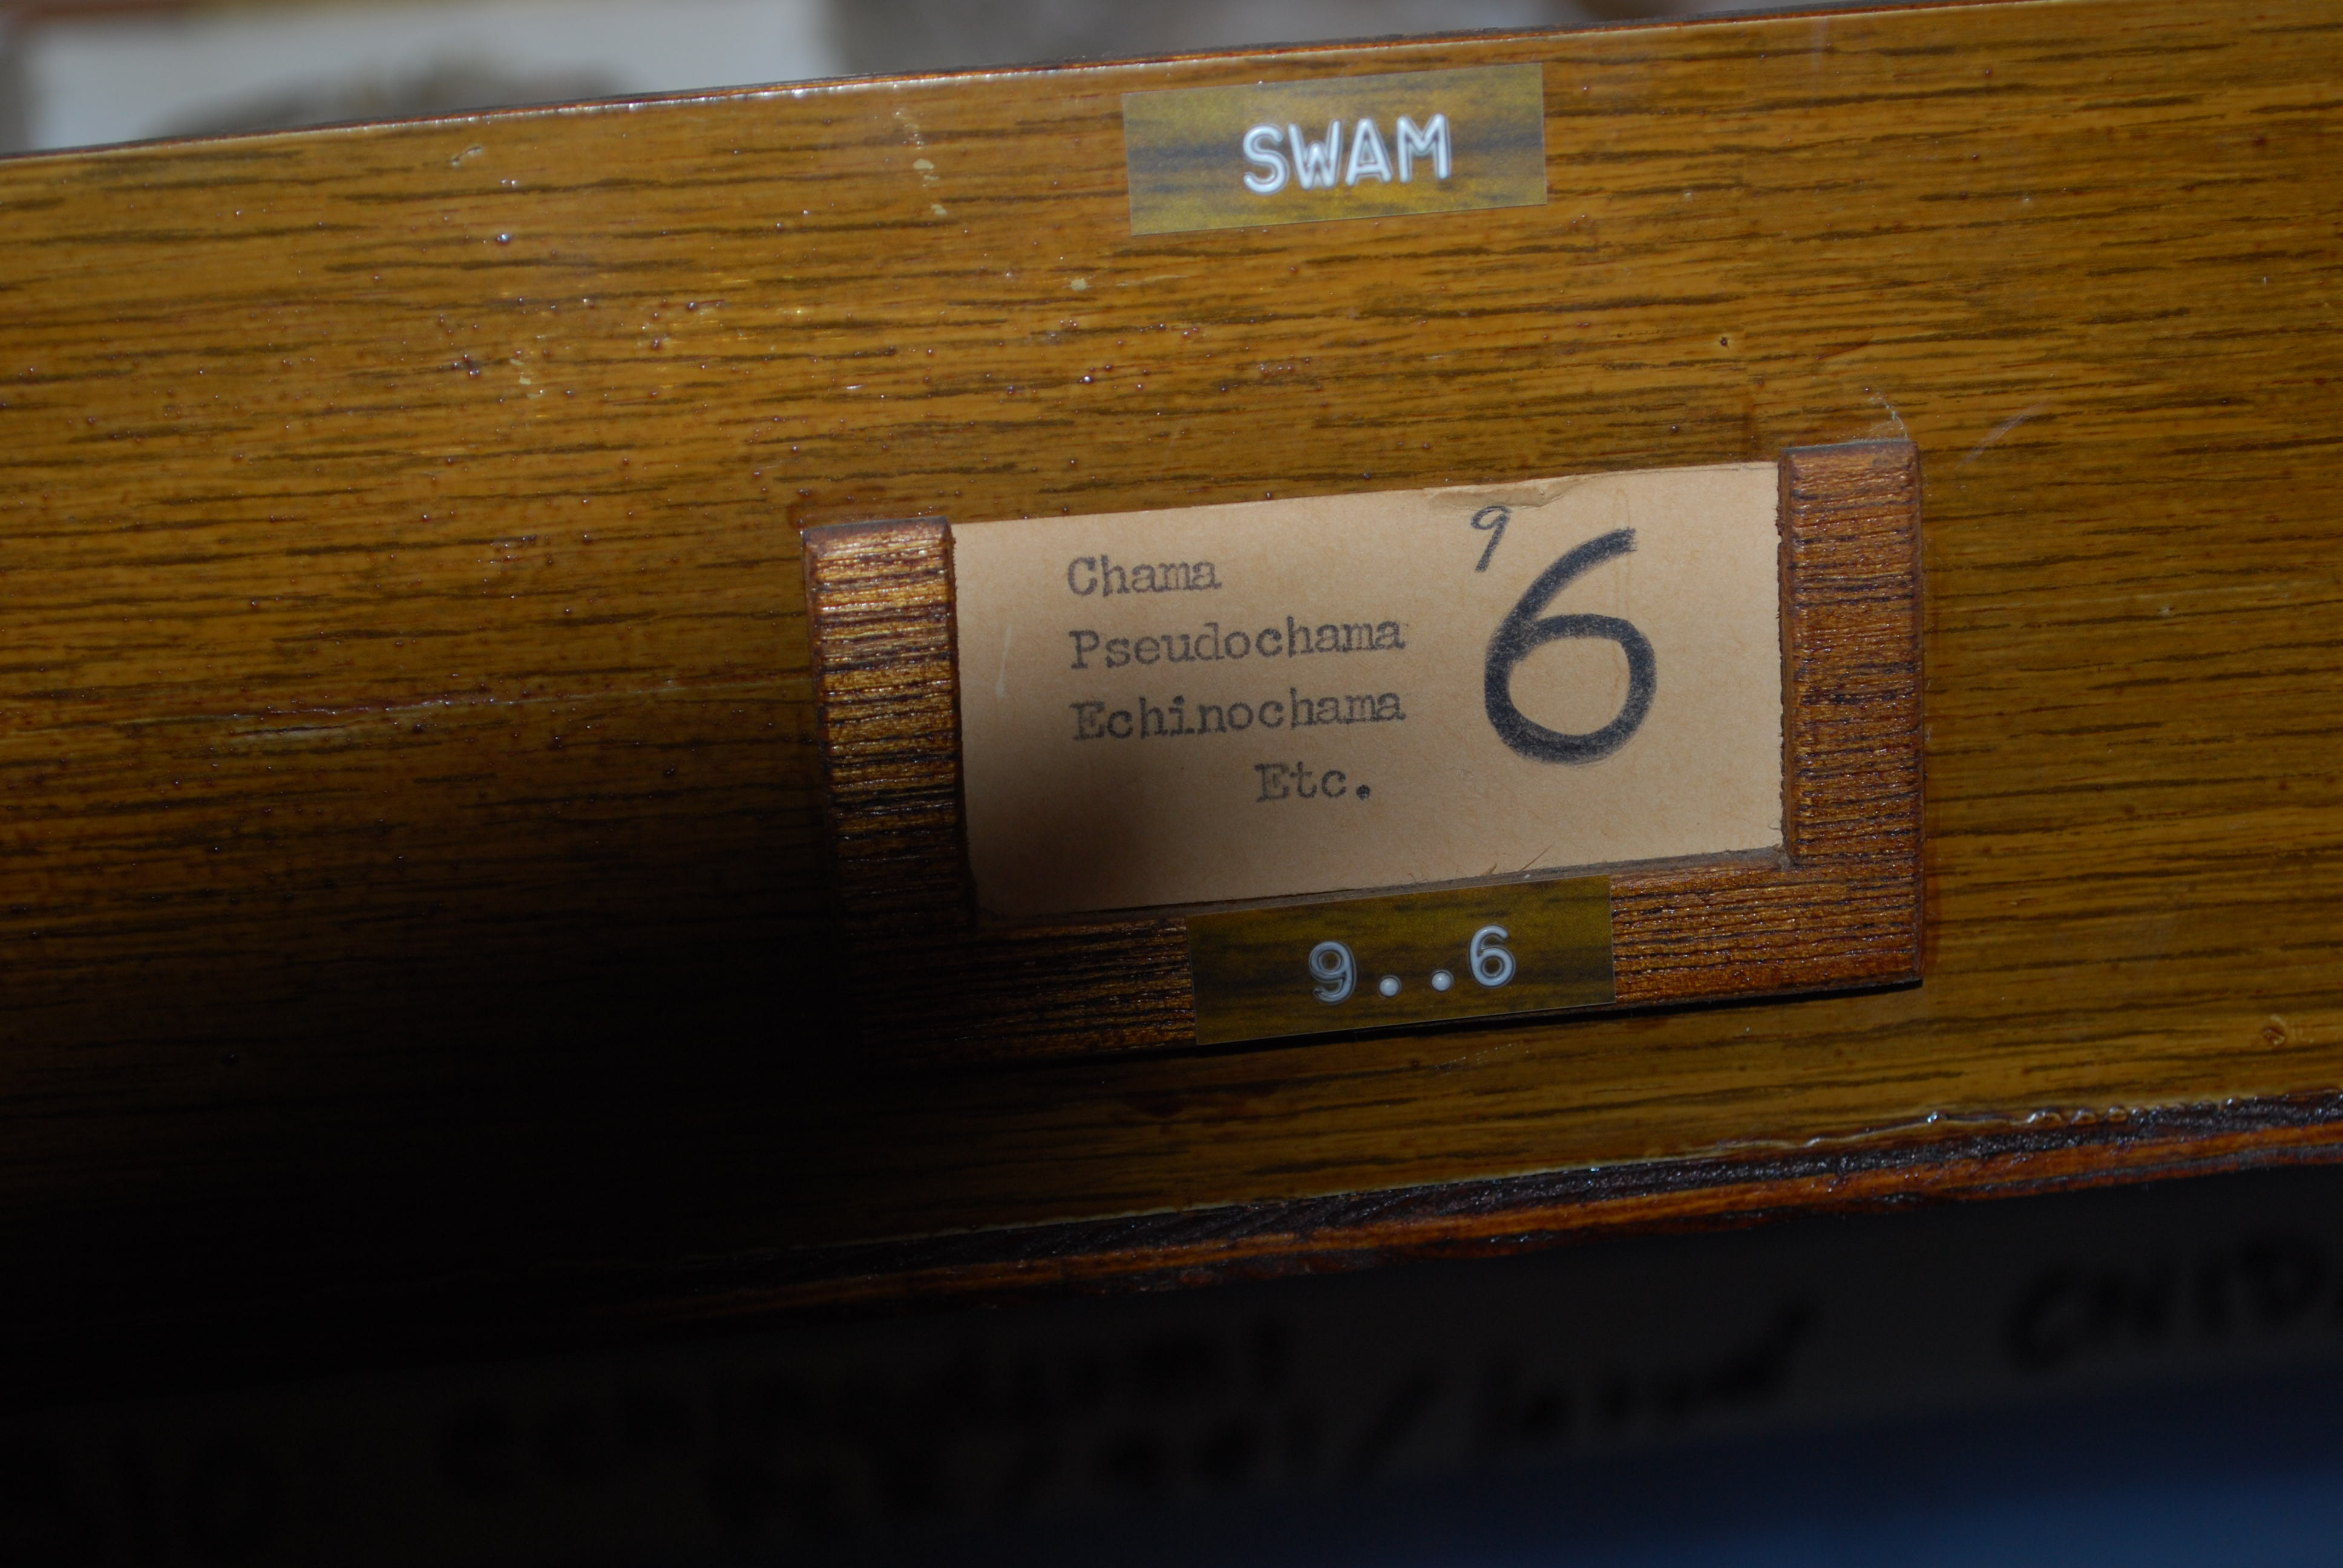 SWAM
9
6
Chama
Pseudochama
Echinochama
Etc.
9..6